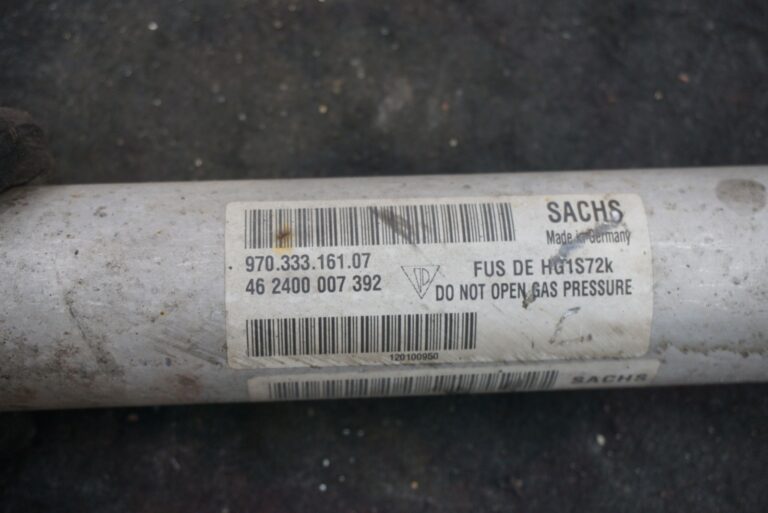 SACHS
Made in Germany
970.333.161.07
46 2400 007 392
FUS DE HG1S72k
DO NOT OPEN GAS PRESSURE
120100950
SACHS